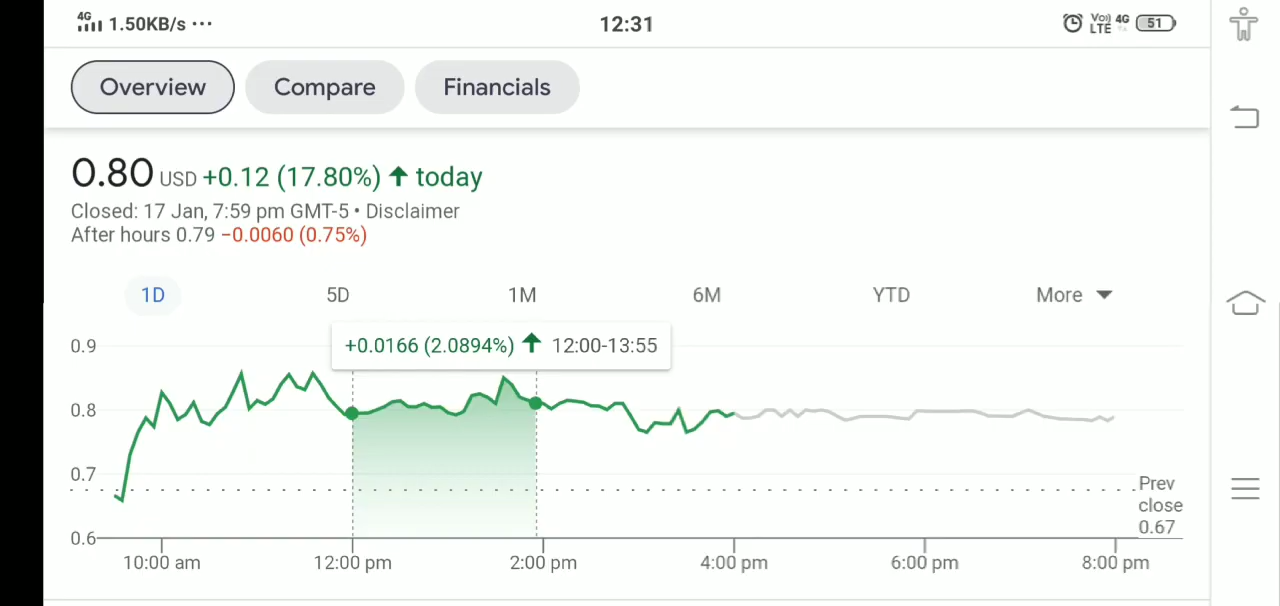 4G 1.50KB/s ··· 12:31 Vo)) LTE 4G 51
Overview Compare Financials
0.80 USD +0.12 (17.80%) ↑ today
Closed: 17 Jan, 7:59 pm GMT-5 • Disclaimer
After hours 0.79 −0.0060 (0.75%)
1D 5D 1M 6M YTD More
+0.0166 (2.0894%) ↑ 12:00-13:55
0.9
0.8
0.7
Prev
close
0.67
0.6
10:00 am 12:00 pm 2:00 pm 4:00 pm 6:00 pm 8:00 pm